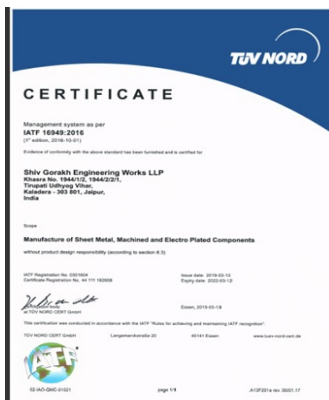 TÜV NORD
CERTIFICATE
Management system as per
IATF 16949:2016
(1st edition, 2016-10-01)
Evidence of conformity with the above standard has been furnished and is certified for
Shiv Gorakh Engineering Works LLP
Khasra No. 1944/1/2, 1944/2/2/1,
Tirupati Udhyog Vihar,
Kaladera - 303 801, Jaipur,
India
Scope
Manufacture of Sheet Metal, Machined and Electro Plated Components
without product design responsibility (according to section 8.3)
IATF Registration No.
Certificate Registration No. 44 111
Issue date: 2019-03-13
Expiry date: 2022-03-12
Essen, 2019-03-18
at TÜV NORD CERT GmbH
This certification was conducted in accordance with the IATF "Rules for achieving and maintaining IATF recognition".
TÜV NORD CERT GmbH Langemarckstraße 20 45141 Essen www.tuev-nord-cert.de
IATF
page 1/1